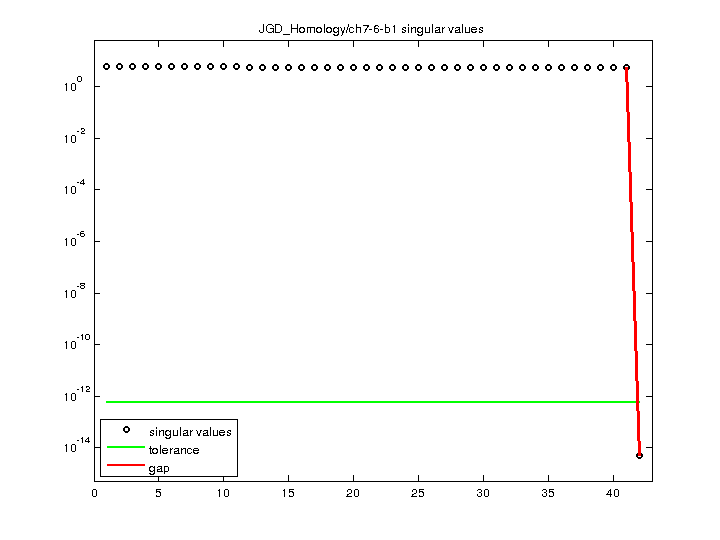 JGD_Homology/ch7-6-b1 singular values
10^0
10^-2
10^-4
10^-6
10^-8
10^-10
10^-12
10^-14
singular values
tolerance
gap
0 5 10 15 20 25 30 35 40